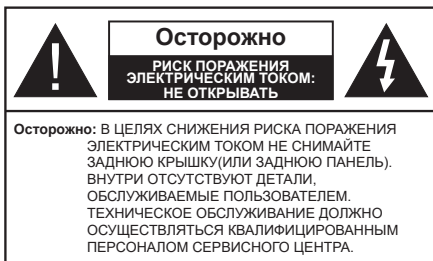 Осторожно
РИСК ПОРАЖЕНИЯ
ЭЛЕКТРИЧЕСКИМ ТОКОМ:
НЕ ОТКРЫВАТЬ
Осторожно: В ЦЕЛЯХ СНИЖЕНИЯ РИСКА ПОРАЖЕНИЯ
ЭЛЕКТРИЧЕСКИМ ТОКОМ НЕ СНИМАЙТЕ
ЗАДНЮЮ КРЫШКУ(ИЛИ ЗАДНЮЮ ПАНЕЛЬ).
ВНУТРИ ОТСУТСТВУЮТ ДЕТАЛИ,
ОБСЛУЖИВАЕМЫЕ ПОЛЬЗОВАТЕЛЕМ.
ТЕХНИЧЕСКОЕ ОБСЛУЖИВАНИЕ ДОЛЖНО
ОСУЩЕСТВЛЯТЬСЯ КВАЛИФИЦИРОВАННЫМ
ПЕРСОНАЛОМ СЕРВИСНОГО ЦЕНТРА.